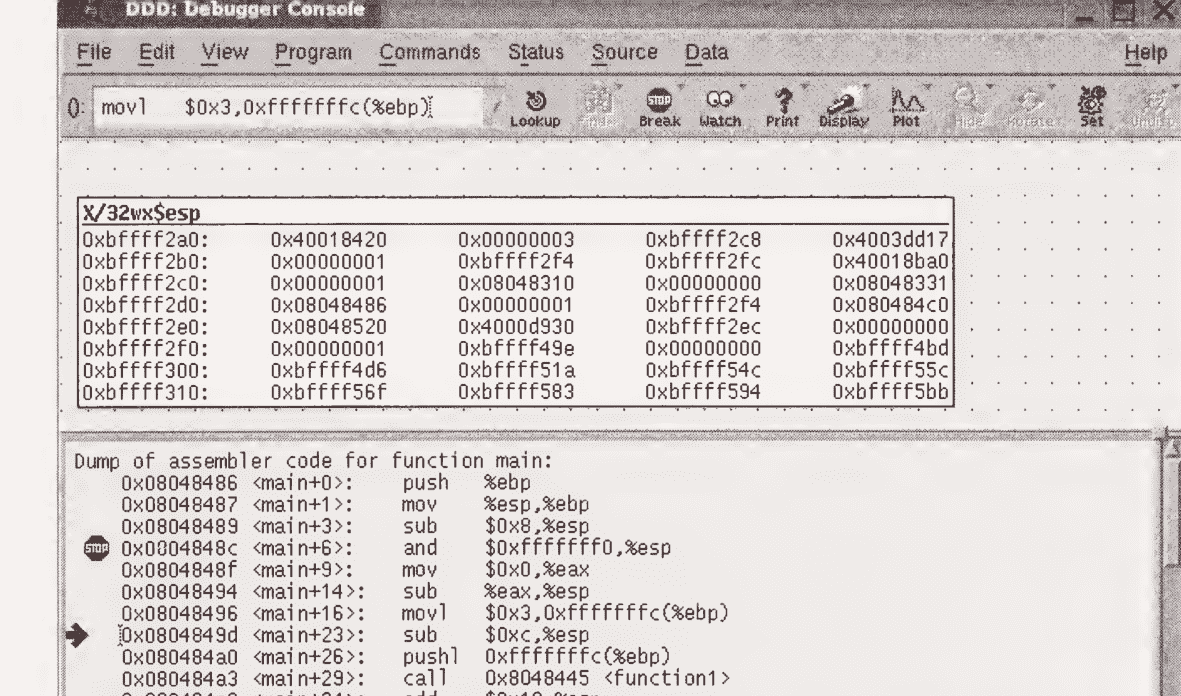 DDD: Debugger Console
File Edit View Program Commands Status Source Data Help
(): movl $0x3,0xfffffffc(%ebp)
Lookup Break Watch Print Display Plot Hide Rotate Set
X/32wx$esp
0xbffff2a0: 0x40018420 0x00000003 0xbffff2c8 0x4003dd17
0xbffff2b0: 0x00000001 0xbffff2f4 0xbffff2fc 0x40018ba0
0xbffff2c0: 0x00000001 0x08048310 0x00000000 0x08048331
0xbffff2d0: 0x08048486 0x00000001 0xbffff2f4 0x080484c0
0xbffff2e0: 0x08048520 0x4000d930 0xbffff2ec 0x00000000
0xbffff2f0: 0x00000001 0xbffff49e 0x00000000 0xbffff4bd
0xbffff300: 0xbffff4d6 0xbffff51a 0xbffff54c 0xbffff55c
0xbffff310: 0xbffff56f 0xbffff583 0xbffff594 0xbffff5bb
Dump of assembler code for function main:
0x08048486 <main+0>: push %ebp
0x08048487 <main+1>: mov %esp,%ebp
0x08048489 <main+3>: sub $0x8,%esp
STOP 0x0804848c <main+6>: and $0xfffffff0,%esp
0x0804848f <main+9>: mov $0x0,%eax
0x08048494 <main+14>: sub %eax,%esp
0x08048496 <main+16>: movl $0x3,0xfffffffc(%ebp)
0x0804849d <main+23>: sub $0xc,%esp
0x080484a0 <main+26>: pushl 0xfffffffc(%ebp)
0x080484a3 <main+29>: call 0x8048445 <function1>